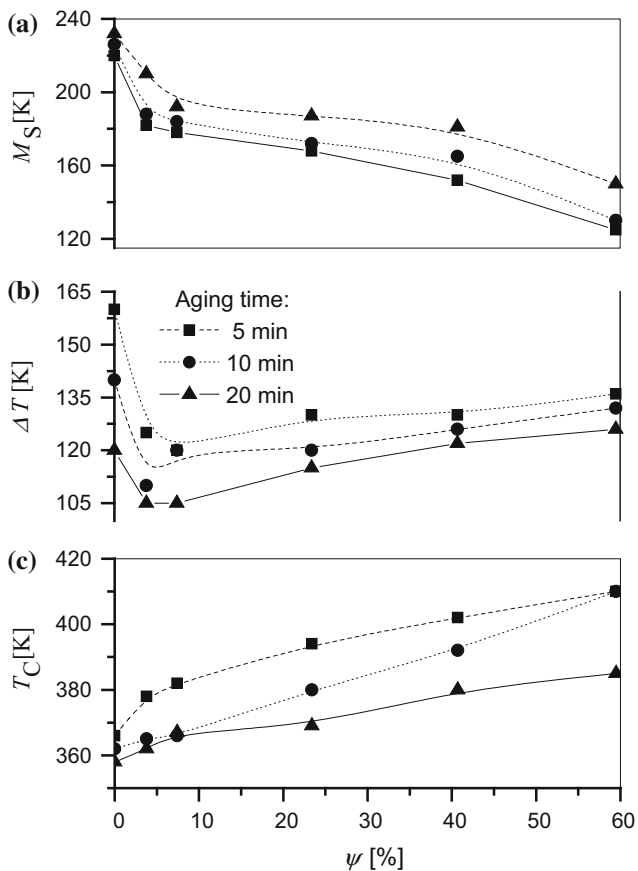 (a)
240
200
160
120
M_S[K]
(b)
165
150
135
120
105
ΔT [K]
Aging time:
5 min
10 min
20 min
(c)
420
400
380
360
T_C[K]
0 10 20 30 40 50 60
ψ [%]